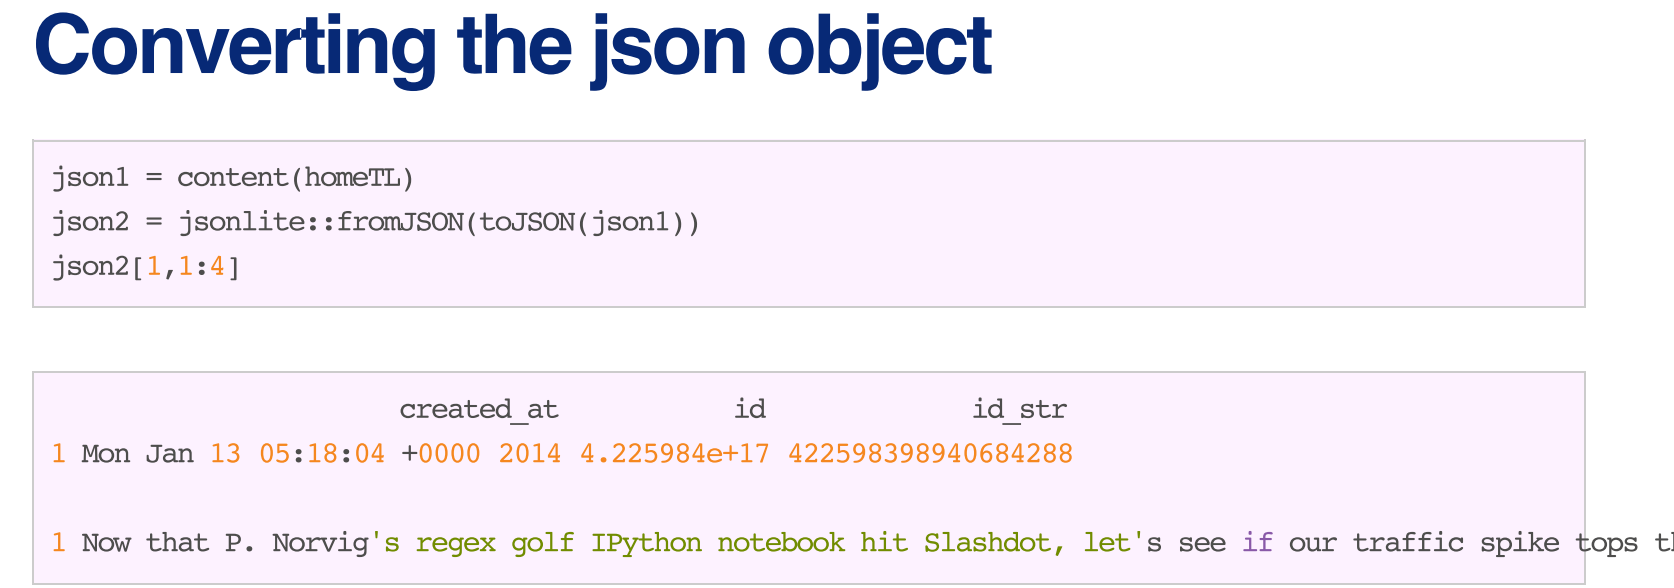 Converting the json object
json1 = content(homeTL)
json2 = jsonlite::fromJSON(toJSON(json1))
json2[1,1:4]
created_at id id_str
1 Mon Jan 13 05:18:04 +0000 2014 4.225984e+17 422598398940684288
1 Now that P. Norvig's regex golf IPython notebook hit Slashdot, let's see if our traffic spike tops